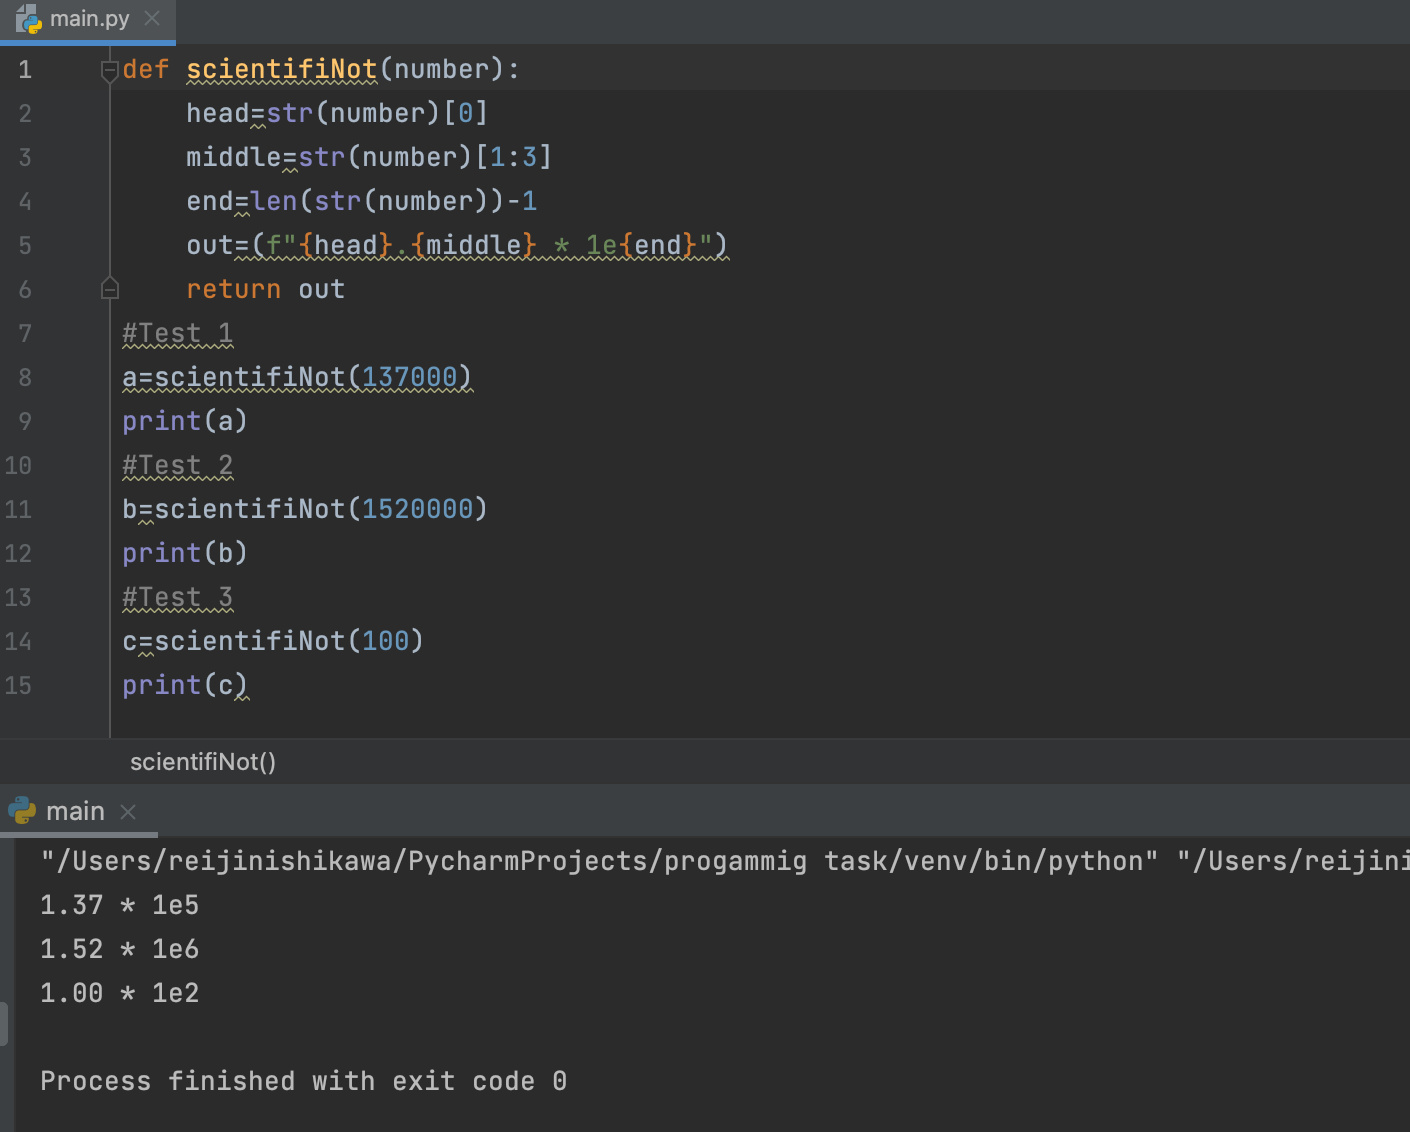 main.py
1 def scientifiNot(number):
2 head=str(number)[0]
3 middle=str(number)[1:3]
4 end=len(str(number))-1
5 out=(f"{head}.{middle} * 1e{end}")
6 return out
7 #Test 1
8 a=scientifiNot(137000)
9 print(a)
10 #Test 2
11 b=scientifiNot(1520000)
12 print(b)
13 #Test 3
14 c=scientifiNot(100)
15 print(c)
scientifiNot()
main
"/Users/reijinishikawa/PycharmProjects/progammig task/venv/bin/python" "/Users/reijini
1.37 * 1e5
1.52 * 1e6
1.00 * 1e2
Process finished with exit code 0